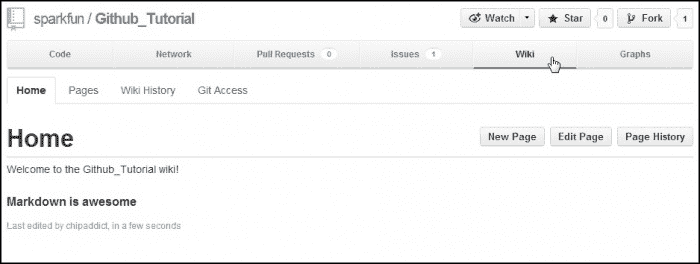 sparkfun / Github_Tutorial
Watch
Star 0
Fork 1
Code Network Pull Requests 0 Issues 1 Wiki Graphs
Home Pages Wiki History Git Access
Home
New Page Edit Page Page History
Welcome to the Github_Tutorial wiki!
Markdown is awesome
Last edited by chipaddict, in a few seconds